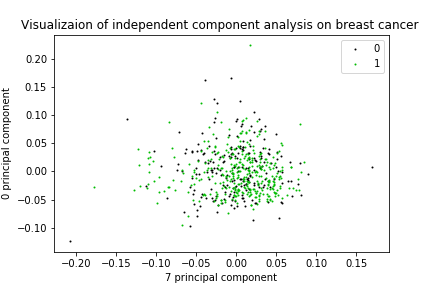 Visualizaion of independent component analysis on breast cancer
0
1
0.20
0.15
0.10
0.05
0.00
−0.05
−0.10
0 principal component
−0.20 −0.15 −0.10 −0.05 0.00 0.05 0.10 0.15
7 principal component